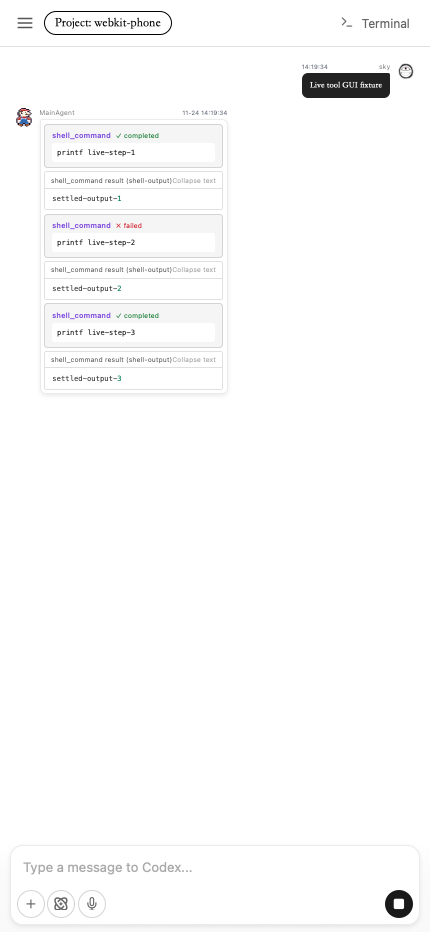 Project: webkit-phone
Terminal
14:19:34 sky
Live tool GUI fixture
MainAgent 11-24 14:19:34
shell_command ✓ completed
printf live-step-1
shell_command result (shell-output) Collapse text
settled-output-1
shell_command ✕ failed
printf live-step-2
shell_command result (shell-output) Collapse text
settled-output-2
shell_command ✓ completed
printf live-step-3
shell_command result (shell-output) Collapse text
settled-output-3
Type a message to Codex...